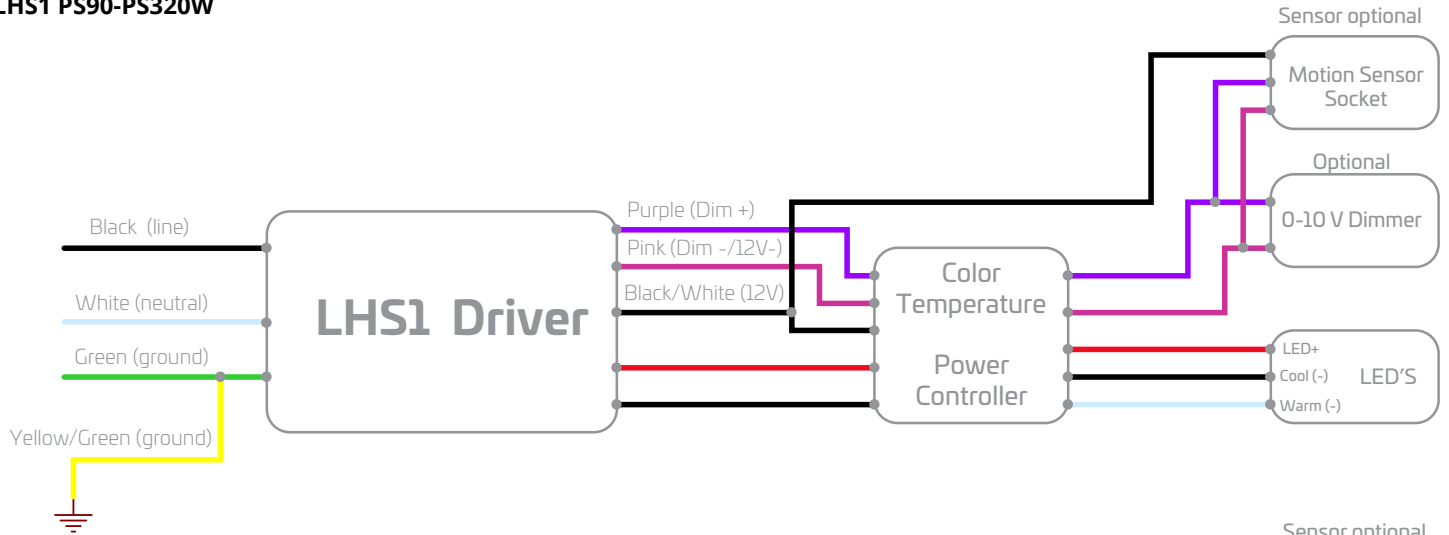 LHS1 PS90-PS320W
Sensor optional
Motion Sensor
Socket
Optional
0-10 V Dimmer
Black (line)
White (neutral)
Green (ground)
Yellow/Green (ground)
LHS1 Driver
Purple (Dim +)
Pink (Dim -/12V-)
Black/White (12V)
Color
Temperature
Power
Controller
LED+
Cool (-)
Warm (-)
LED'S
Sensor optional